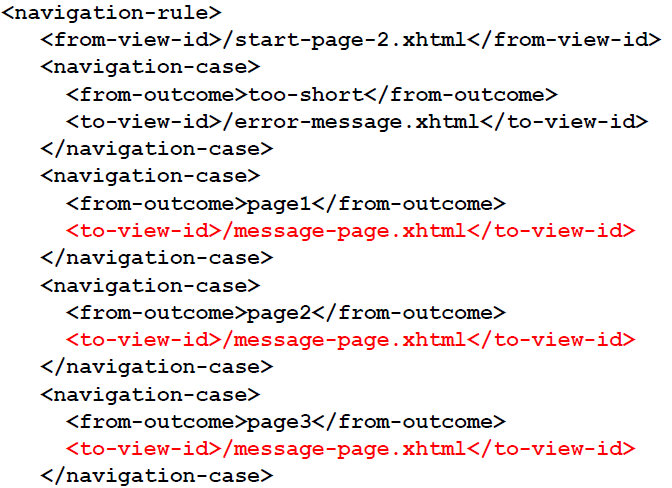 <navigation-rule>
<from-view-id>/start-page-2.xhtml</from-view-id>
<navigation-case>
<from-outcome>too-short</from-outcome>
<to-view-id>/error-message.xhtml</to-view-id>
</navigation-case>
<navigation-case>
<from-outcome>page1</from-outcome>
<to-view-id>/message-page.xhtml</to-view-id>
</navigation-case>
<navigation-case>
<from-outcome>page2</from-outcome>
<to-view-id>/message-page.xhtml</to-view-id>
</navigation-case>
<navigation-case>
<from-outcome>page3</from-outcome>
<to-view-id>/message-page.xhtml</to-view-id>
</navigation-case>